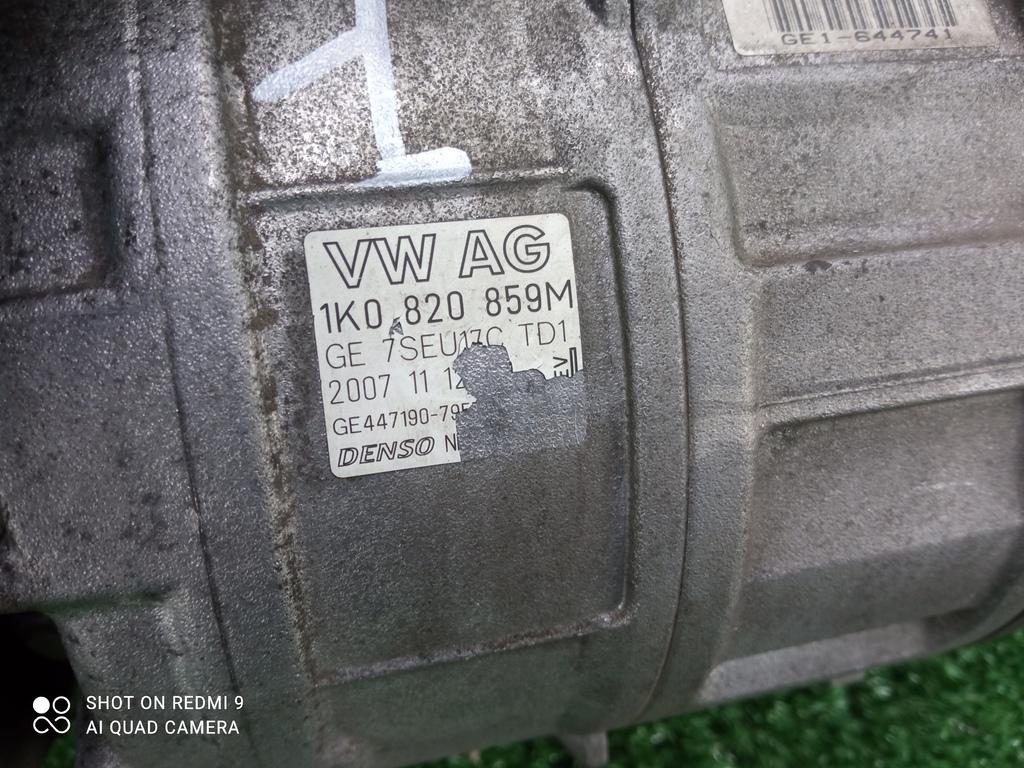 GE1-644741
VW AG
1K0 820 859M
GE 7SEU17C TD1
2007 11 12
EV
GE447190-795
DENSO N
SHOT ON REDMI 9
AI QUAD CAMERA